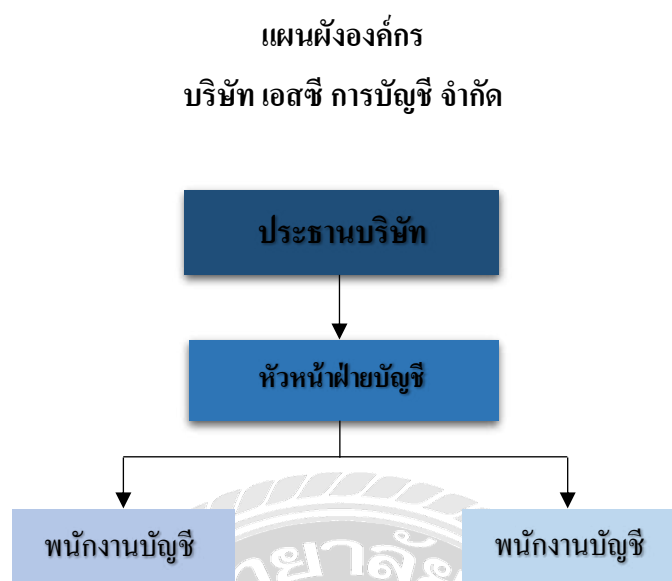 แผนผังองค์กร
บริษัท เอสซี การบัญชี จำกัด
ประธานบริษัท
หัวหน้าฝ่ายบัญชี
พนักงานบัญชี
พนักงานบัญชี